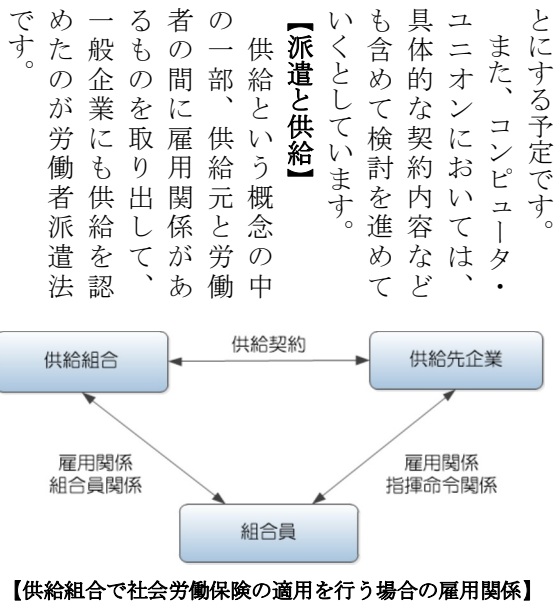 とにする予定です。
また、コンピュータ・
ユニオンにおいては、
具体的な契約内容など
も含めて検討を進めて
いくとしています。
【派遣と供給】
供給という概念の中
の一部、供給元と労働
者の間に雇用関係があ
るものを取り出して、
一般企業にも供給を認
めたのが労働者派遣法
です。
供給組合
供給契約
供給先企業
雇用関係
組合員関係
雇用関係
指揮命令関係
組合員
【供給組合で社会労働保険の適用を行う場合の雇用関係】